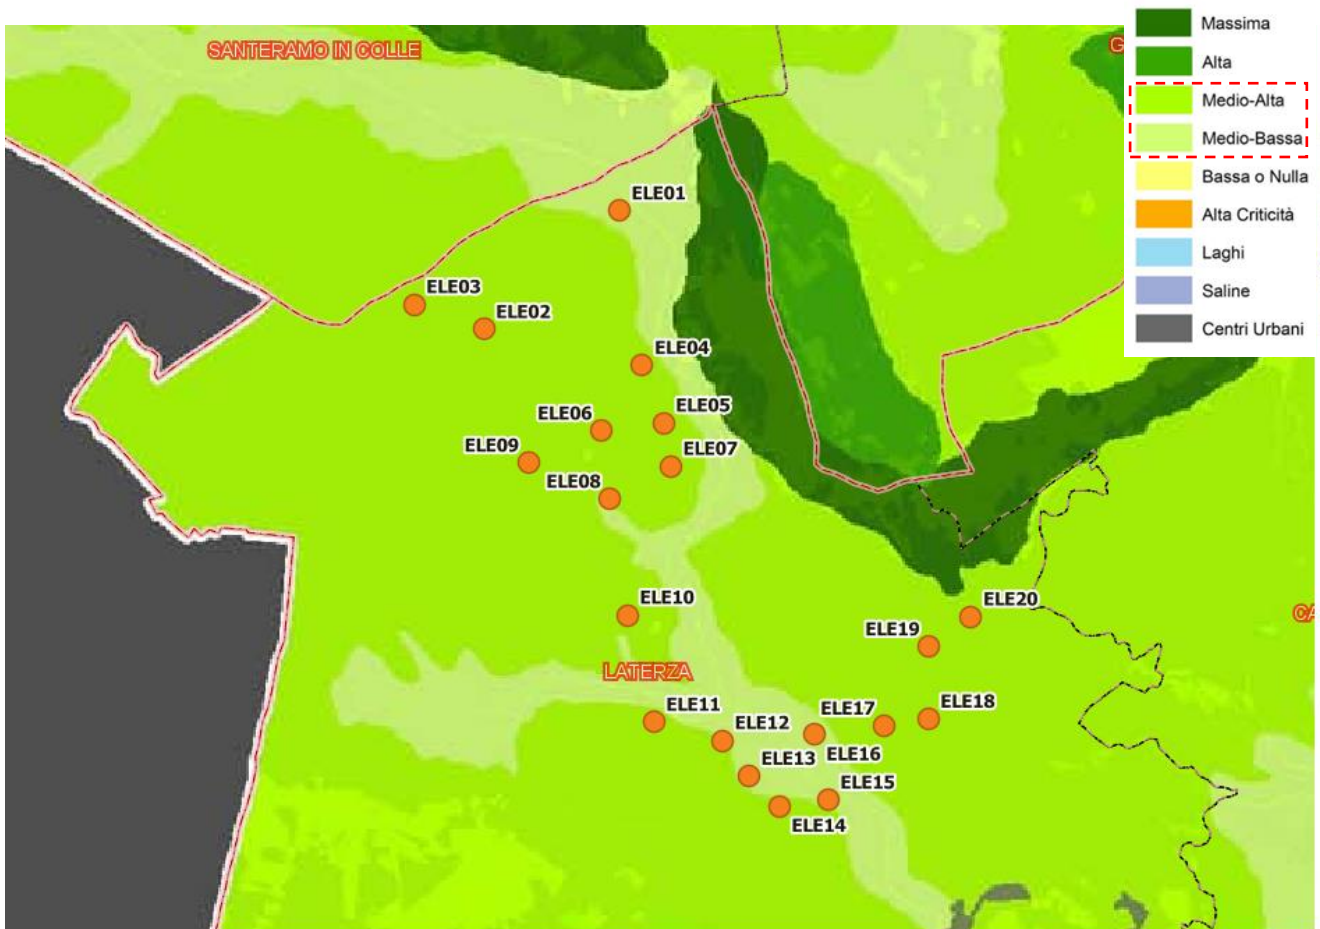 Massima
SANTERAMO IN COLLE
G
Alta
Medio-Alta
Medio-Bassa
Bassa o Nulla
ELE01
Alta Criticità
Laghi
ELE03
Saline
ELE02
Centri Urbani
ELE04
ELE05
ELE06
ELE09
ELE07
ELE08
ELE10
ELE20
CA
ELE19
LATERZA
ELE11
ELE12
ELE17
ELE18
ELE16
ELE13
ELE15
ELE14